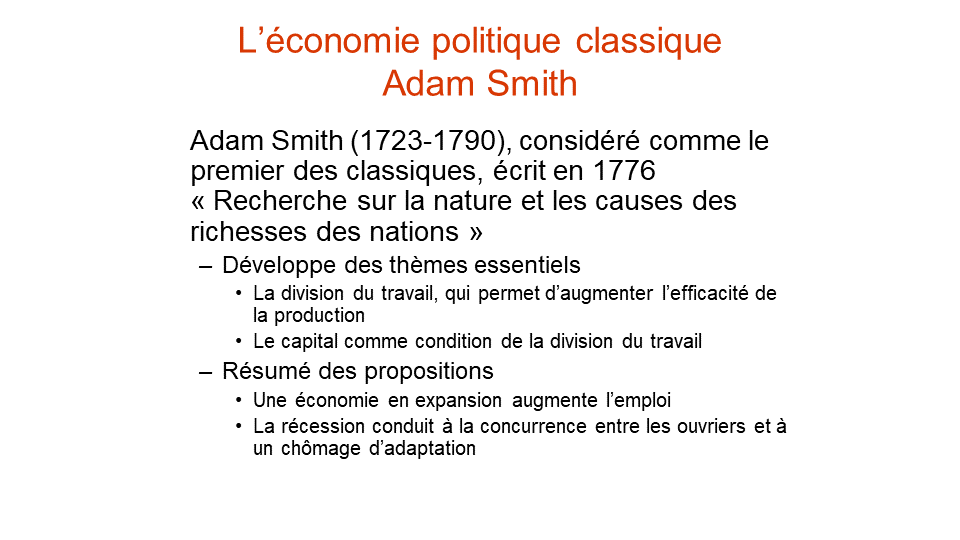 L’économie politique classique
Adam Smith
Adam Smith (1723-1790), considéré comme le
premier des classiques, écrit en 1776
« Recherche sur la nature et les causes des
richesses des nations »
– Développe des thèmes essentiels
• La division du travail, qui permet d’augmenter l’efficacité de
la production
• Le capital comme condition de la division du travail
– Résumé des propositions
• Une économie en expansion augmente l’emploi
• La récession conduit à la concurrence entre les ouvriers et à
un chômage d’adaptation